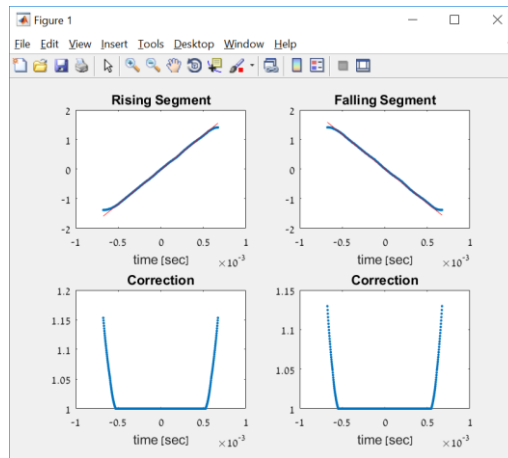 Figure 1
File Edit View Insert Tools Desktop Window Help
Rising Segment
2
1
0
-1
-2
-1 -0.5 0 0.5 1
time [sec] ×10⁻³
Falling Segment
2
1
0
-1
-2
-1 -0.5 0 0.5 1
time [sec] ×10⁻³
Correction
1.2
1.15
1.1
1.05
1
-1 -0.5 0 0.5 1
time [sec] ×10⁻³
Correction
1.15
1.1
1.05
1
-1 -0.5 0 0.5 1
time [sec] ×10⁻³